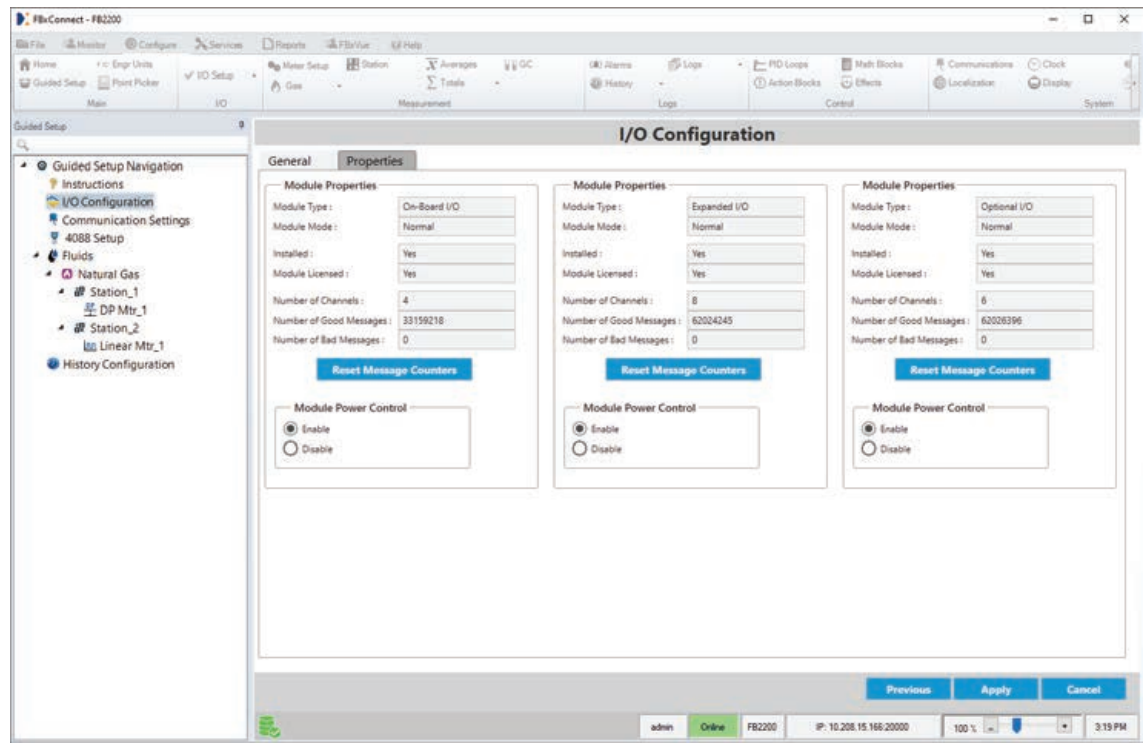 FBxConnect - FB2200
File Monitor Configure Services Reports FBxVue Help
Home Engr Units I/O Setup Meter Setup Station Averages GC Alarms Logs PID Loops Math Blocks Communications Clock
Guided Setup Point Picker Gas Totals History Action Blocks Effects Localization Display
Main I/O Measurement Logs Control System
Guided Setup
I/O Configuration
General Properties
Guided Setup Navigation
Instructions
I/O Configuration
Communication Settings
4088 Setup
Fluids
Natural Gas
Station_1
DP Mtr_1
Station_2
Linear Mtr_1
History Configuration
Module Properties
Module Type : On-Board I/O
Module Mode : Normal
Installed : Yes
Module Licensed : Yes
Number of Channels : 4
Number of Good Messages : 33159218
Number of Bad Messages : 0
Reset Message Counters
Module Power Control
Enable
Disable
Module Properties
Module Type : Expanded I/O
Module Mode : Normal
Installed : Yes
Module Licensed : Yes
Number of Channels : 8
Number of Good Messages : 62024245
Number of Bad Messages : 0
Reset Message Counters
Module Power Control
Enable
Disable
Module Properties
Module Type : Optional I/O
Module Mode : Normal
Installed : Yes
Module Licensed : Yes
Number of Channels : 6
Number of Good Messages : 62026396
Number of Bad Messages : 0
Reset Message Counters
Module Power Control
Enable
Disable
Previous Apply Cancel
admin Online FB2200 IP: 10.208.15.166:20000 100 % - + 3:19 PM